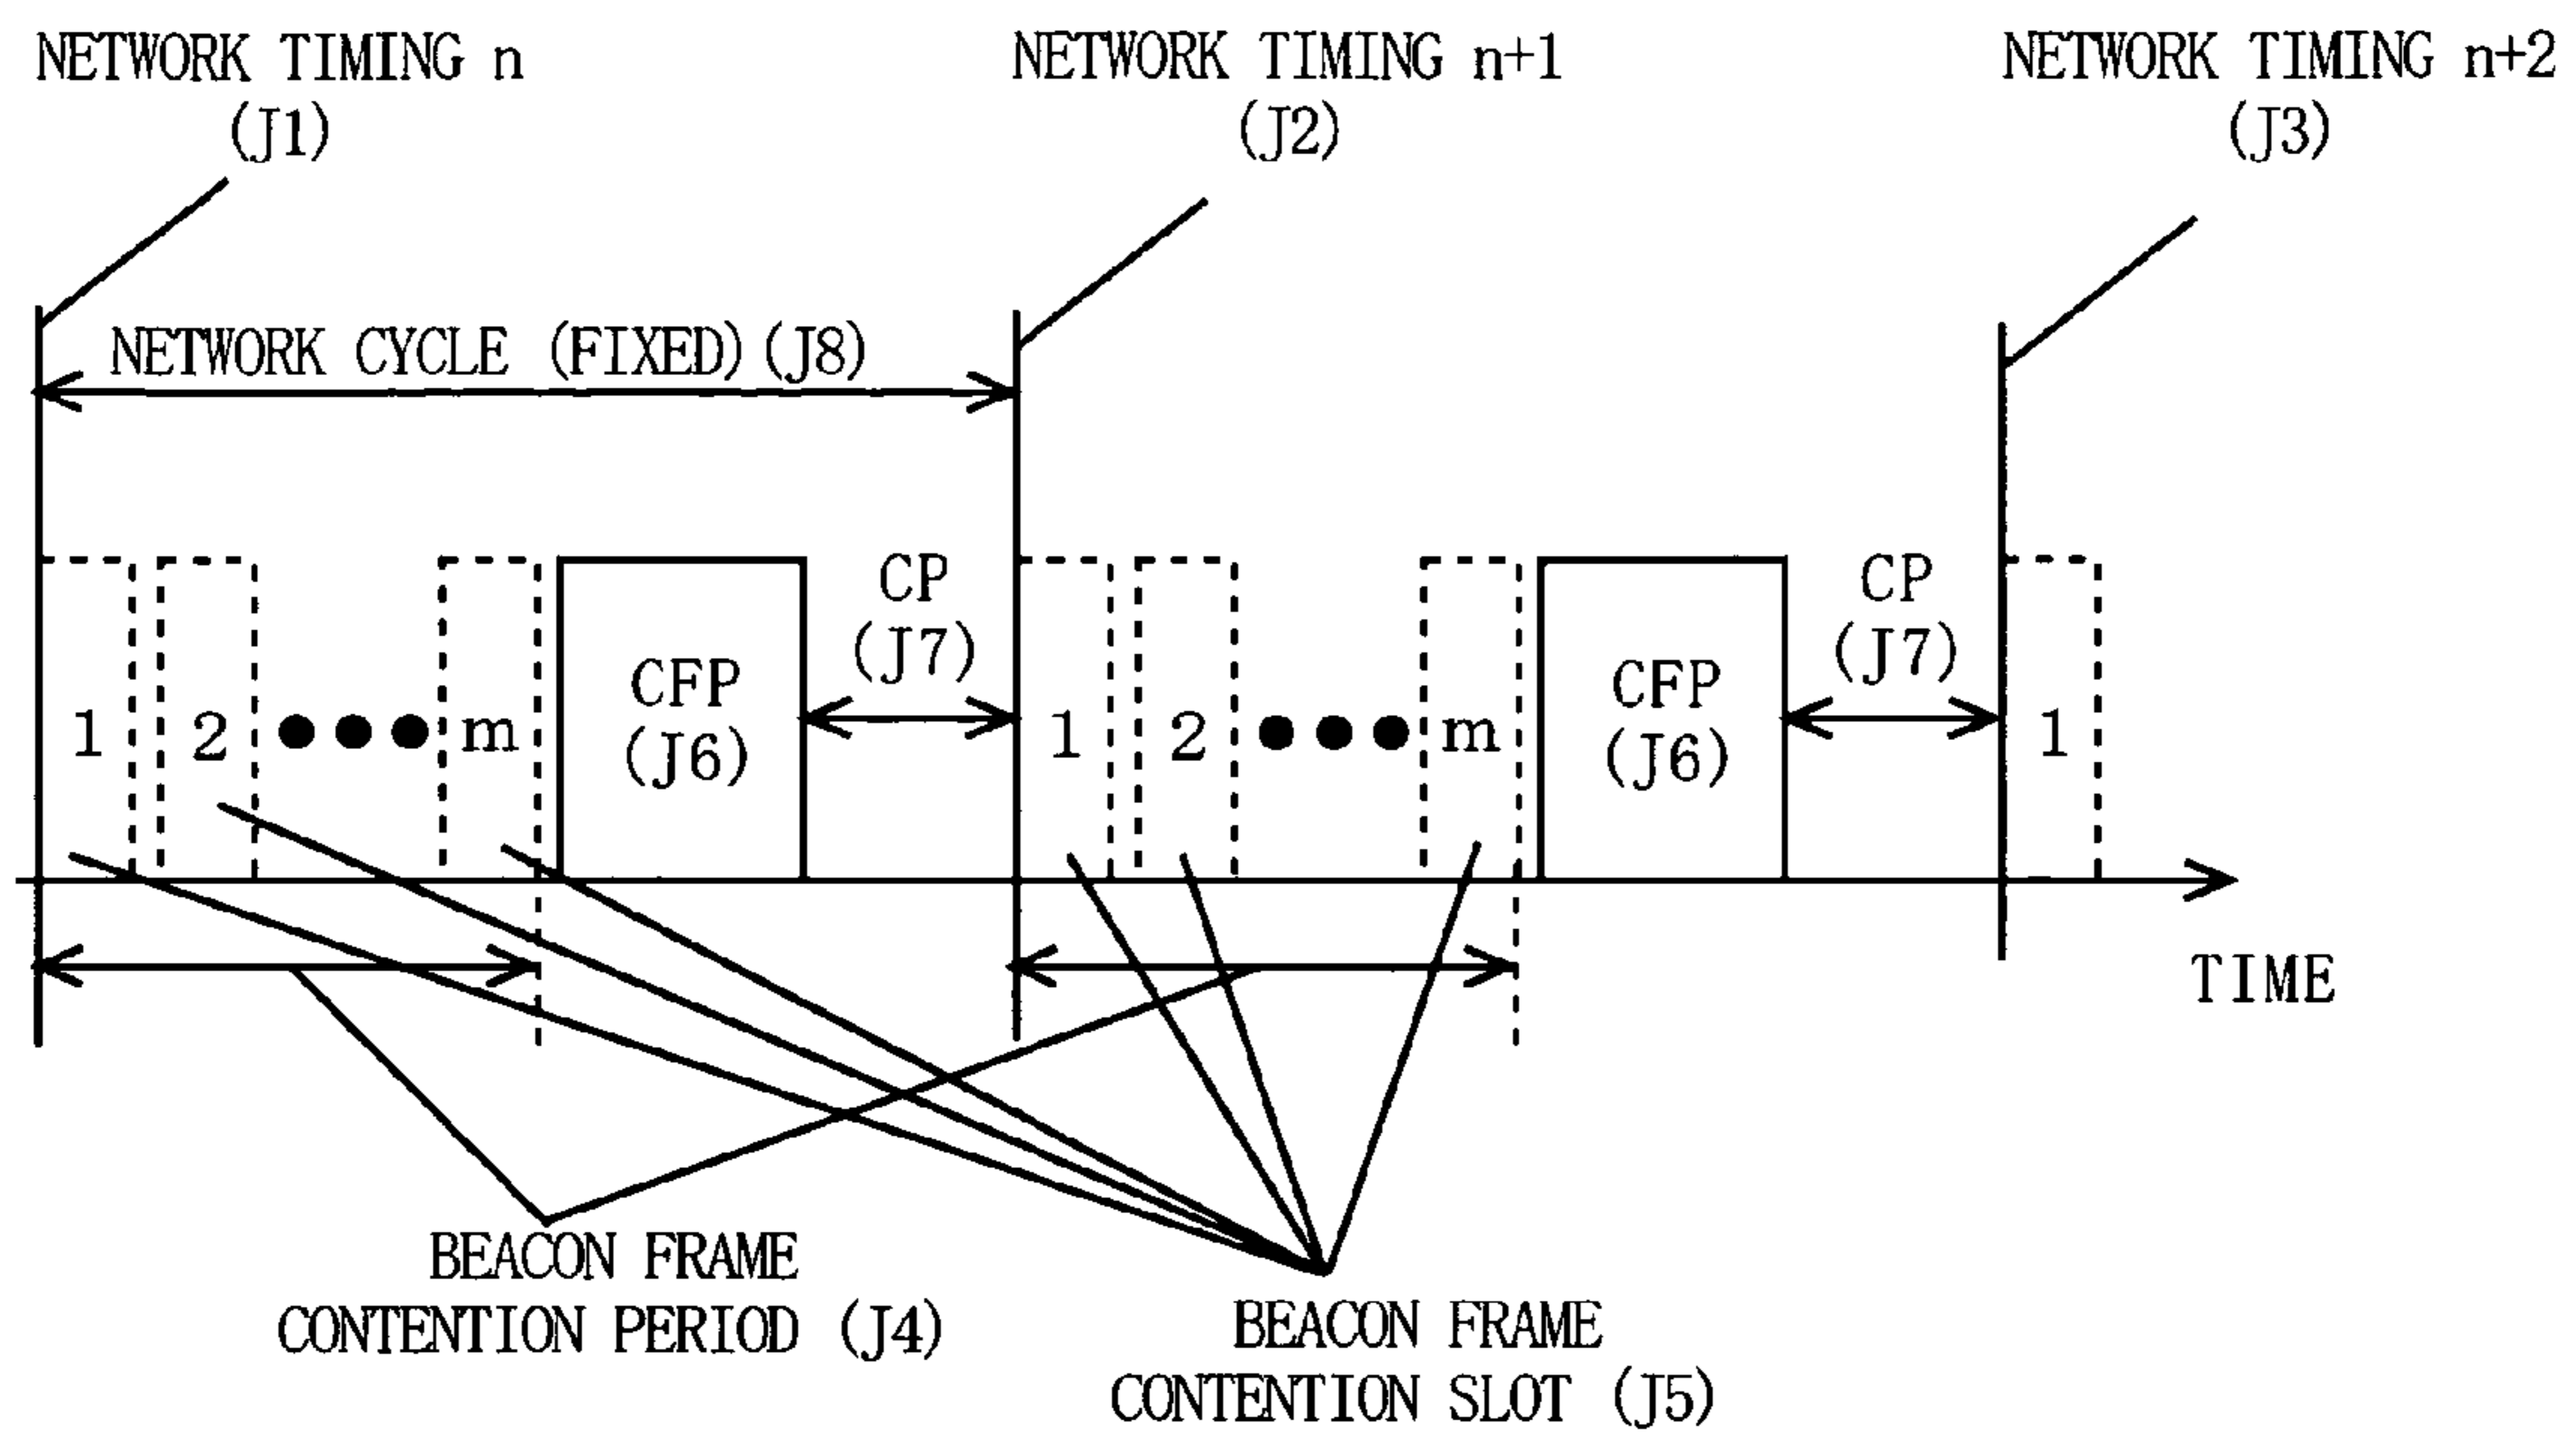 NETWORK TIMING n
(J1)
NETWORK TIMING n+1
(J2)
NETWORK TIMING n+2
(J3)
NETWORK CYCLE (FIXED) (J8)
CP
(J7)
CP
(J7)
1
2
m
CFP
(J6)
1
2
m
CFP
(J6)
1
TIME
BEACON FRAME
CONTENTION PERIOD (J4)
BEACON FRAME
CONTENTION SLOT (J5)